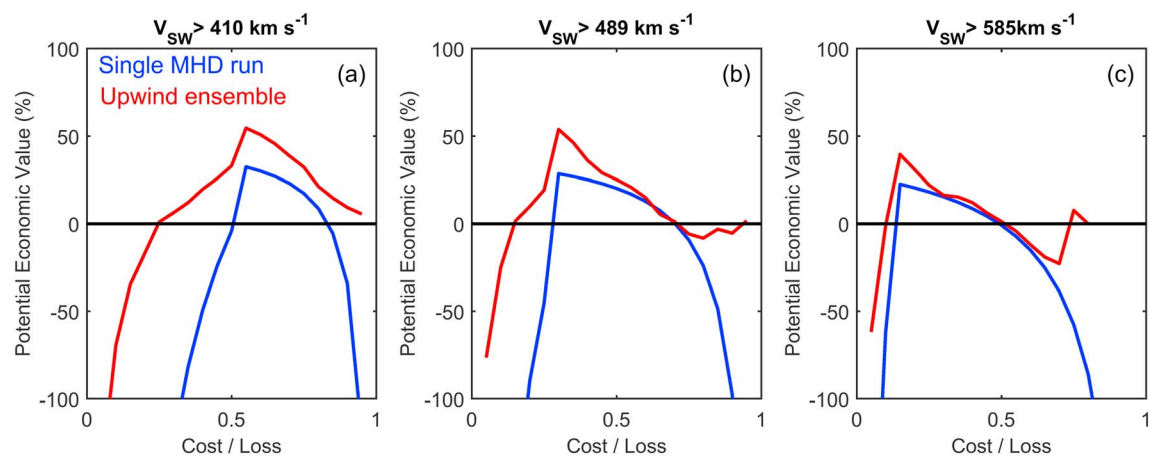 V_SW> 410 km s^-1
100
50
0
-50
-100
0
0.5
1
Potential Economic Value (%)
Cost / Loss
Single MHD run
Upwind ensemble
(a)
V_SW> 489 km s^-1
100
50
0
-50
-100
0
0.5
1
Potential Economic Value (%)
Cost / Loss
(b)
V_SW> 585km s^-1
100
50
0
-50
-100
0
0.5
1
Potential Economic Value (%)
Cost / Loss
(c)